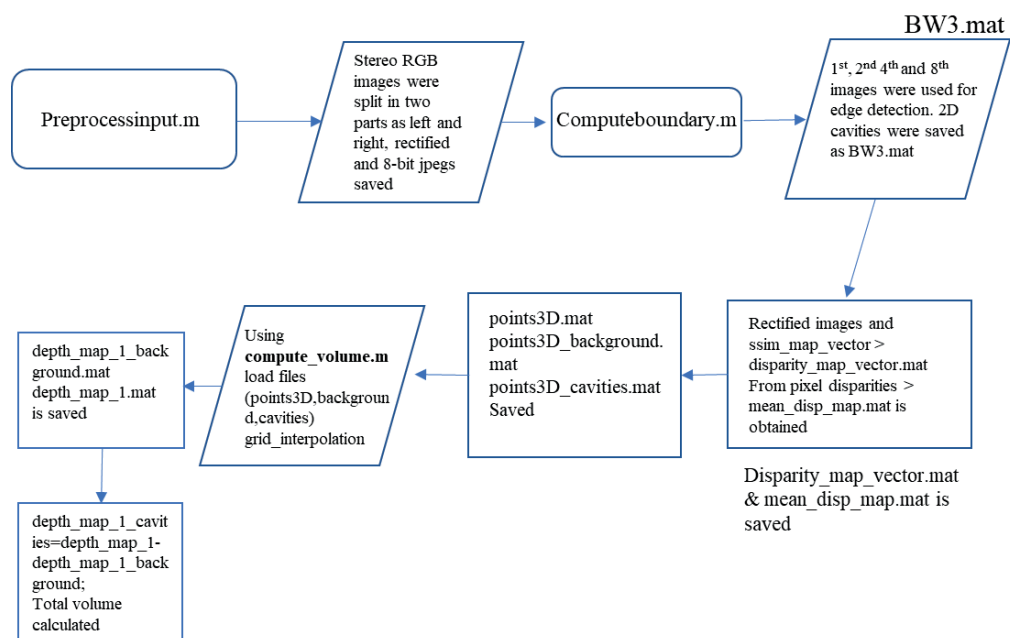 BW3.mat
Preprocessinput.m
Stereo RGB
images were
split in two
parts as left and
right, rectified
and 8-bit jpegs
saved
Computeboundary.m
1st, 2nd 4th and 8th
images were used for
edge detection. 2D
cavities were saved
as BW3.mat
Rectified images and
ssim_map_vector >
disparity_map_vector.mat
From pixel disparities >
mean_disp_map.mat is
obtained
Disparity_map_vector.mat
& mean_disp_map.mat is
saved
points3D.mat
points3D_background.
mat
points3D_cavities.mat
Saved
Using
compute_volume.m
load files
(points3D,backgroun
d,cavities)
grid_interpolation
depth_map_1_back
ground.mat
depth_map_1.mat
is saved
depth_map_1_cavit
ies=depth_map_1-
depth_map_1_back
ground;
Total volume
calculated